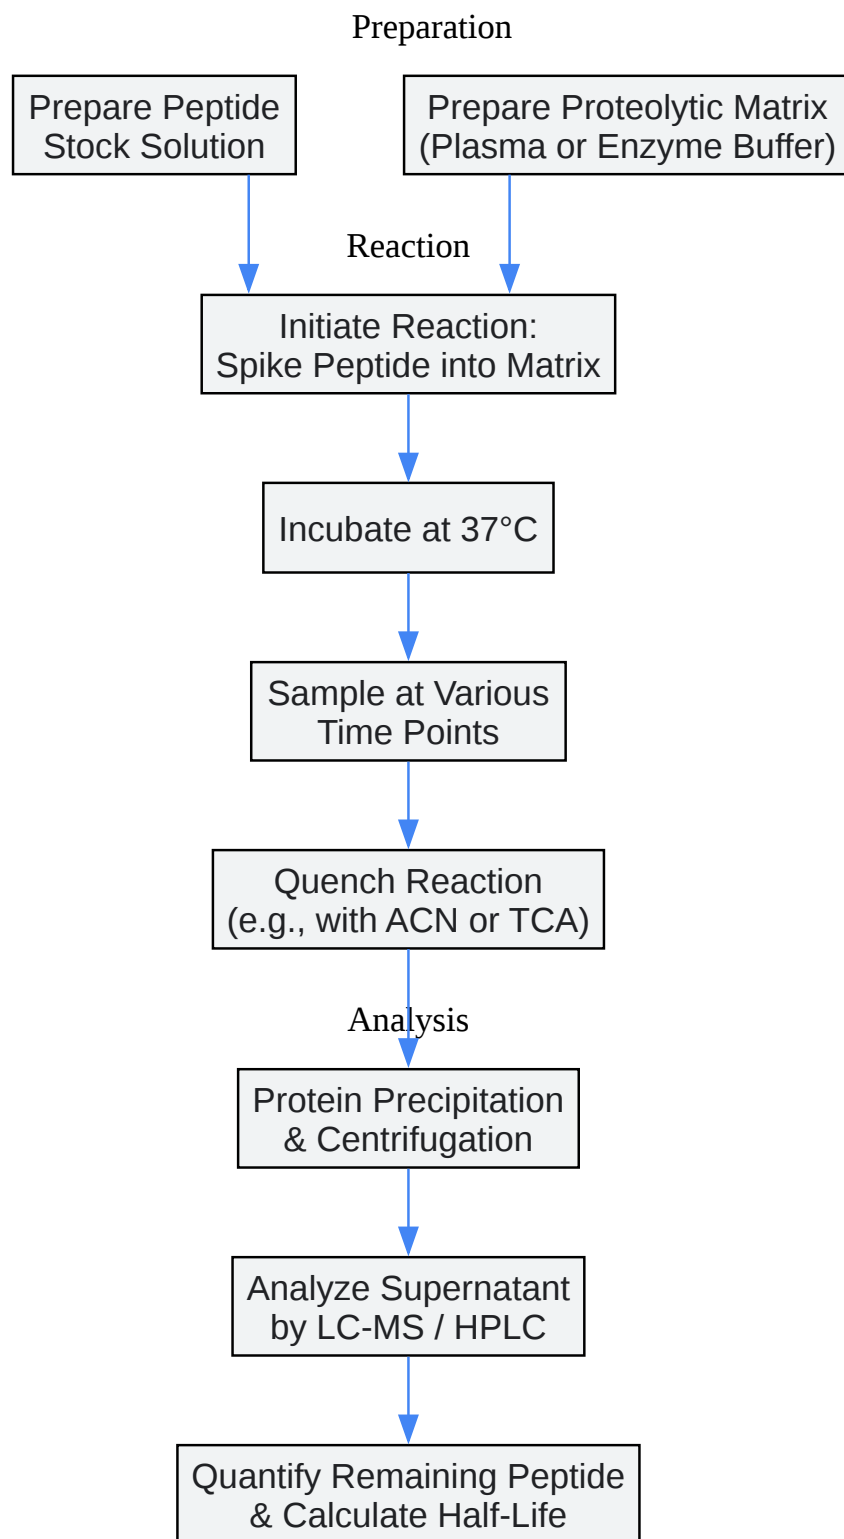 Preparation
Prepare Peptide
Stock Solution
Prepare Proteolytic Matrix
(Plasma or Enzyme Buffer)
Reaction
Initiate Reaction:
Spike Peptide into Matrix
Incubate at 37°C
Sample at Various
Time Points
Quench Reaction
(e.g., with ACN or TCA)
Analysis
Protein Precipitation
& Centrifugation
Analyze Supernatant
by LC-MS / HPLC
Quantify Remaining Peptide
& Calculate Half-Life